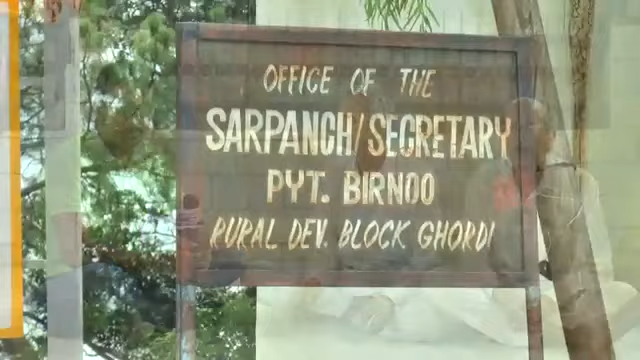 OFFICE OF THE
SARPANCH/SECRETARY
PYT. BIRNOO
RURAL DEV. BLOCK GHORDI